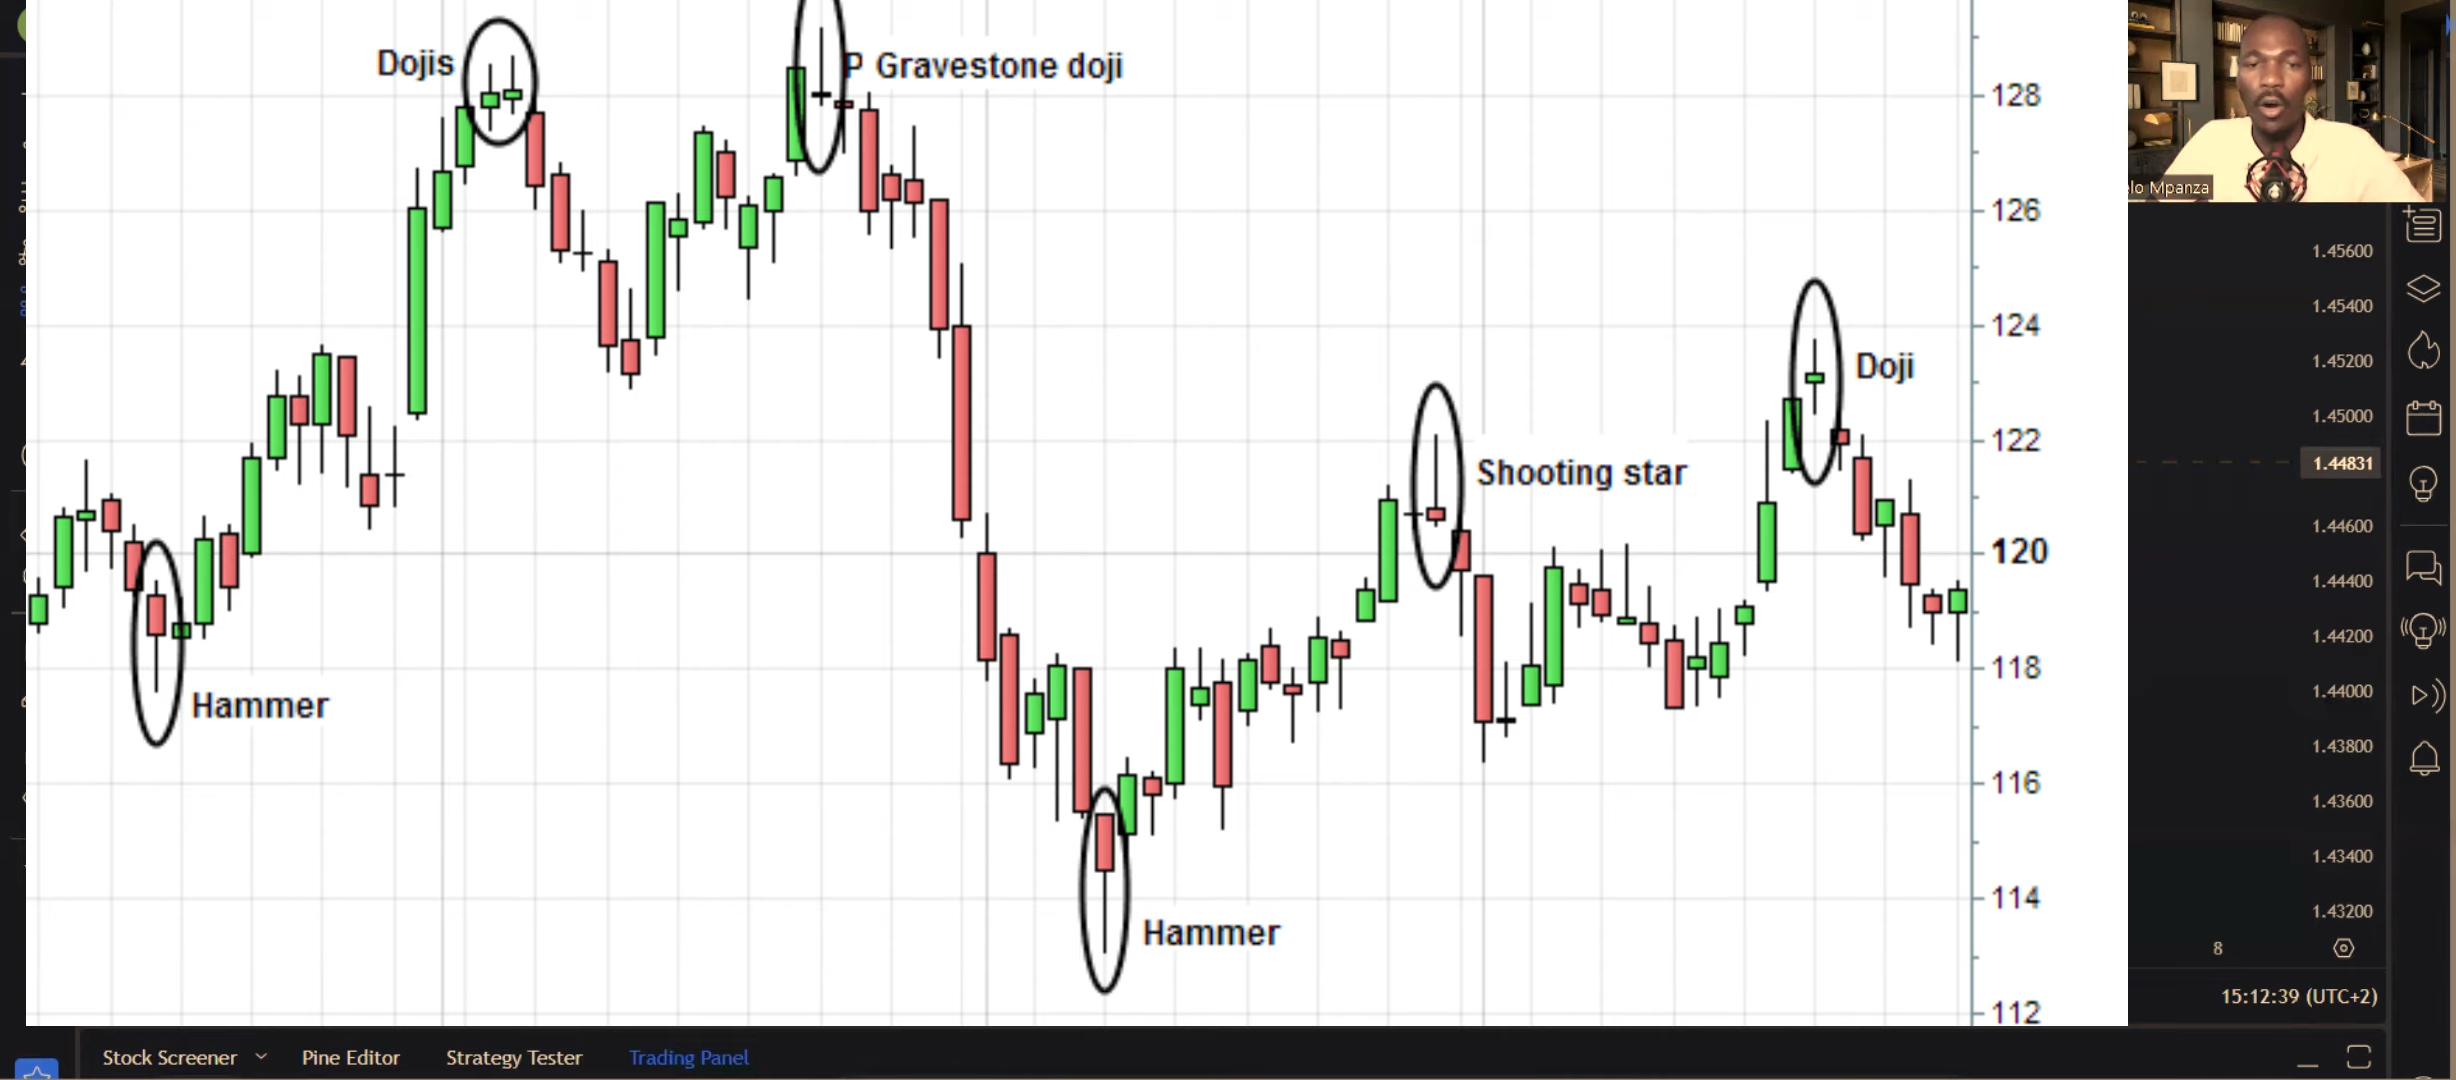 Dojis
P Gravestone doji
Shooting star
Doji
Hammer
Hammer
128
126
124
122
120
118
116
114
112
elo Mpanza
1.45600
1.45400
1.45200
1.45000
1.44831
1.44600
1.44400
1.44200
1.44000
1.43800
1.43600
1.43400
1.43200
8
15:12:39 (UTC+2)
Stock Screener
Pine Editor
Strategy Tester
Trading Panel